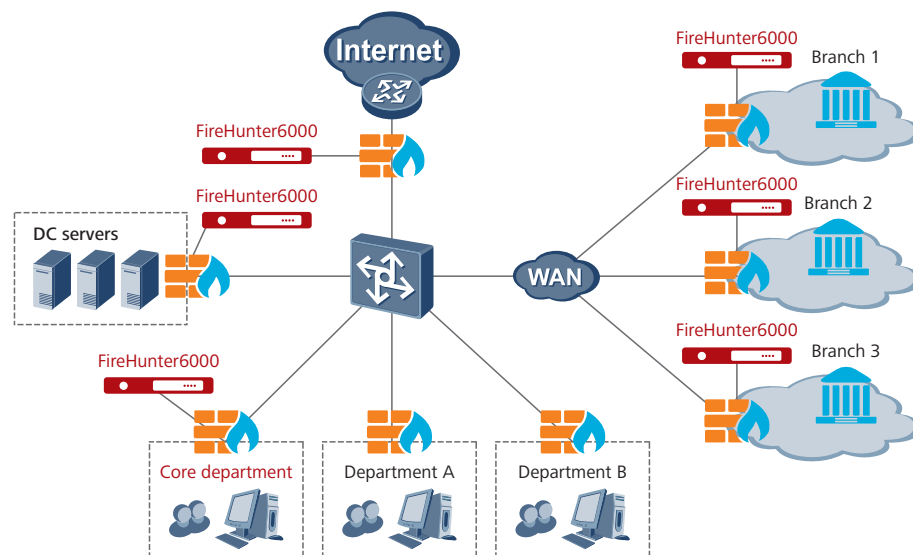 Internet
FireHunter6000
Branch 1
FireHunter6000
FireHunter6000
FireHunter6000
Branch 2
DC servers
WAN
FireHunter6000
Branch 3
FireHunter6000
Core department
Department A
Department B